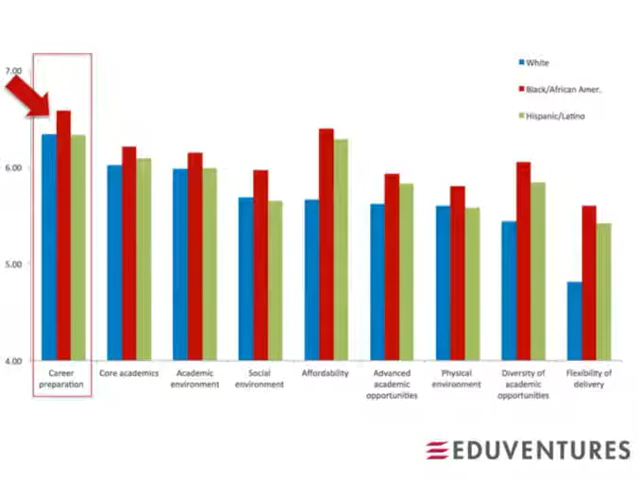 7.00
6.00
5.00
4.00
White
Black/African Amer.
Hispanic/Latino
Career
preparation
Core academics
Academic
environment
Social
environment
Affordability
Advanced
academic
opportunities
Physical
environment
Diversity of
academic
opportunities
Flexibility of
delivery
EDUVENTURES